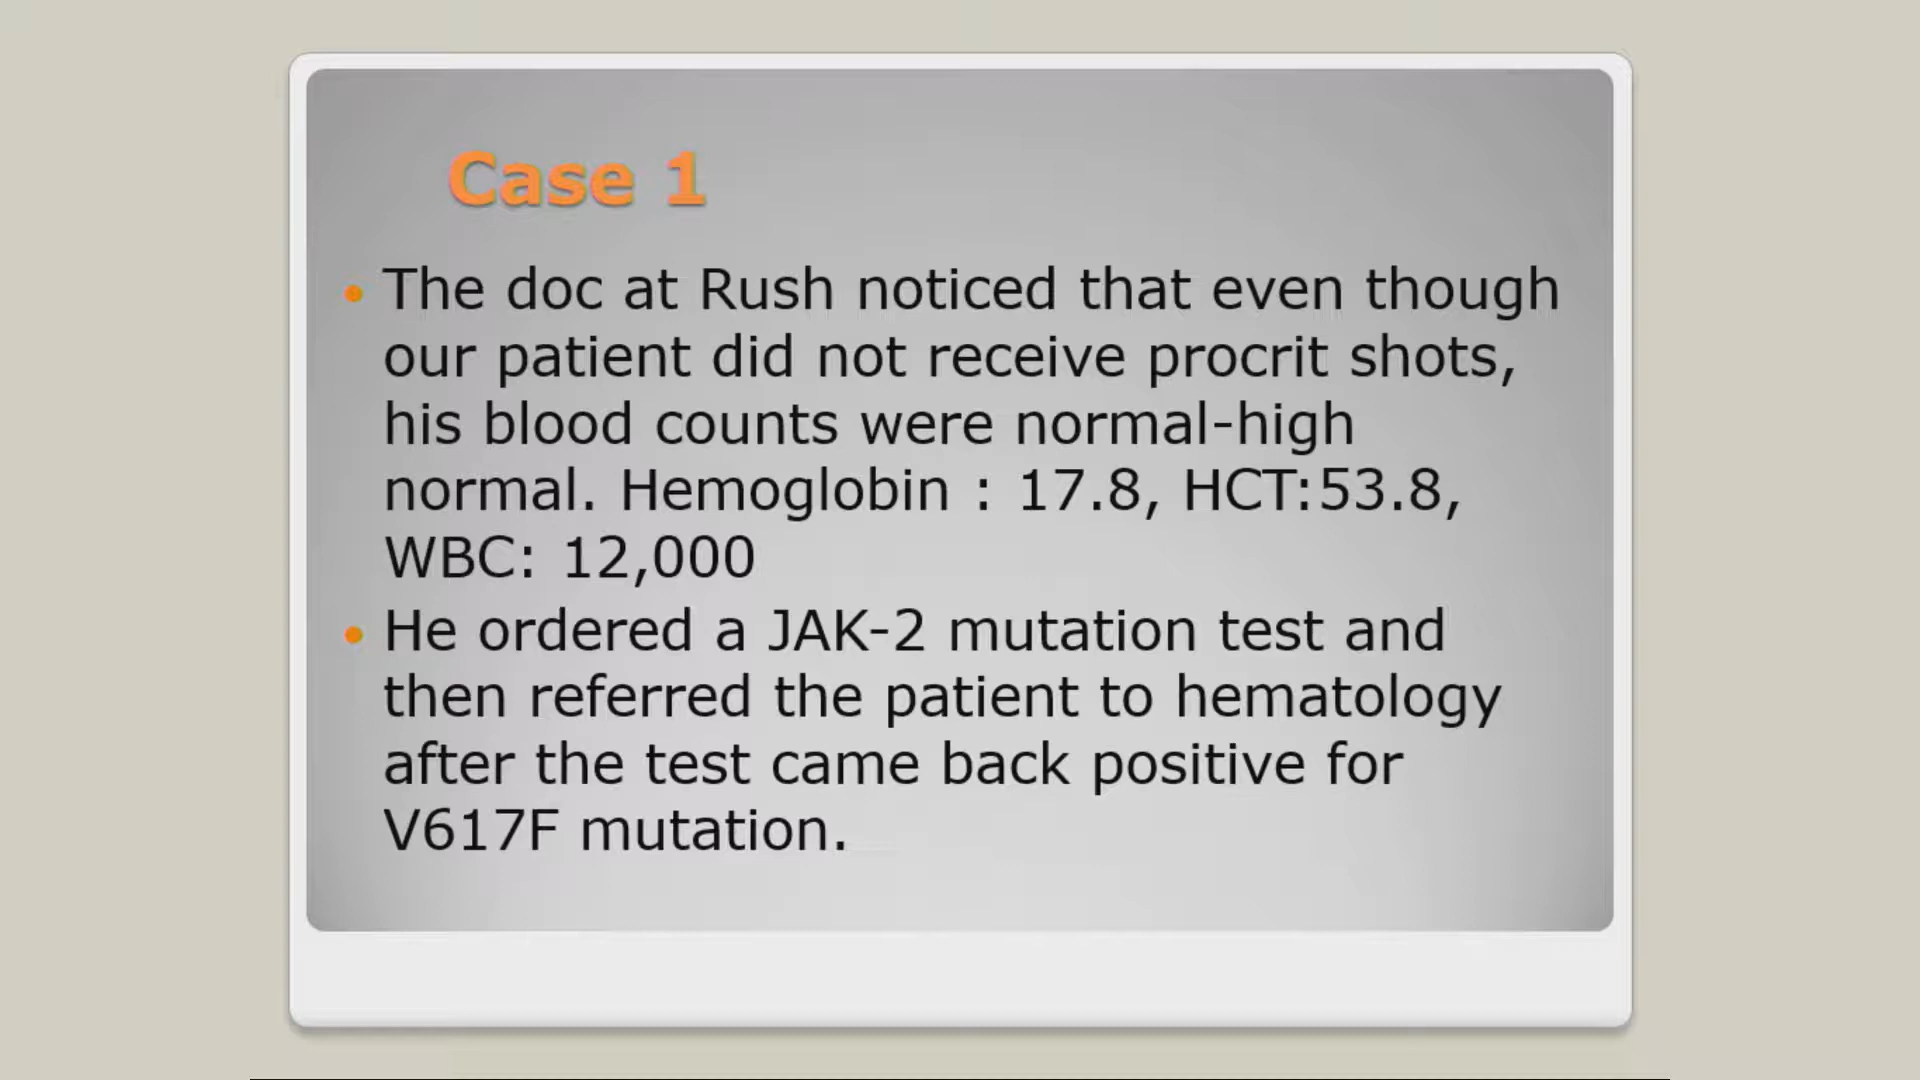 Case 1
The doc at Rush noticed that even though
our patient did not receive procrit shots,
his blood counts were normal-high
normal. Hemoglobin : 17.8, HCT:53.8,
WBC: 12,000
He ordered a JAK-2 mutation test and
then referred the patient to hematology
after the test came back positive for
V617F mutation.